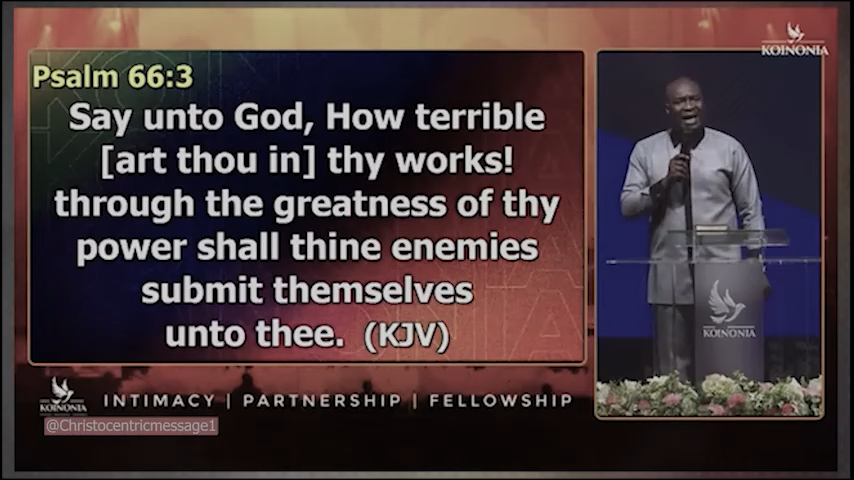 KOINONIA
Psalm 66:3
Say unto God, How terrible
[art thou in] thy works!
through the greatness of thy
power shall thine enemies
submit themselves
unto thee. (KJV)
KOINONIA
KOINONIA
INTIMACY | PARTNERSHIP | FELLOWSHIP
@Christocentricmessage1